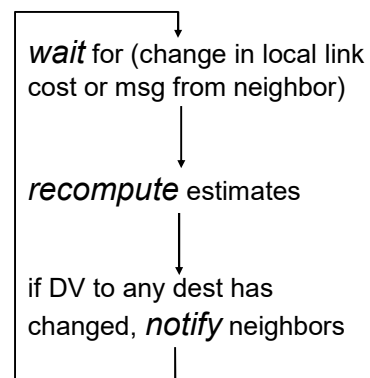 wait for (change in local link
cost or msg from neighbor)
recompute estimates
if DV to any dest has
changed, notify neighbors